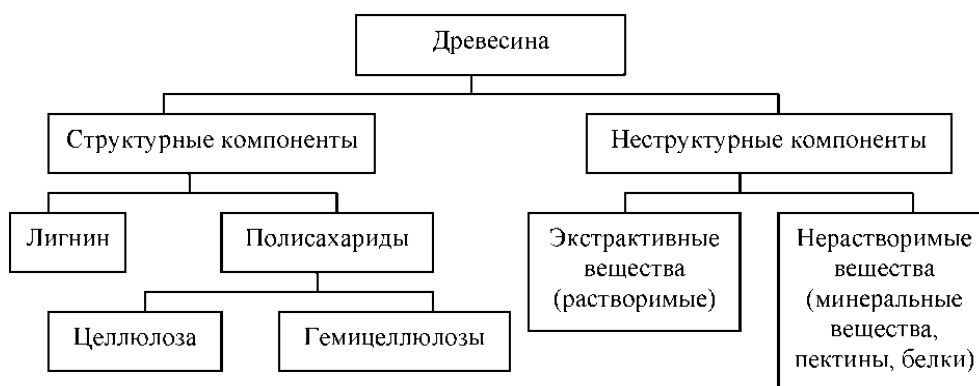 Древесина
Структурные компоненты
Неструктурные компоненты
Лигнин
Полисахариды
Экстрактивные
вещества
(растворимые)
Нерастворимые
вещества
(минеральные
вещества,
пектины, белки)
Целлюлоза
Гемицеллюлозы